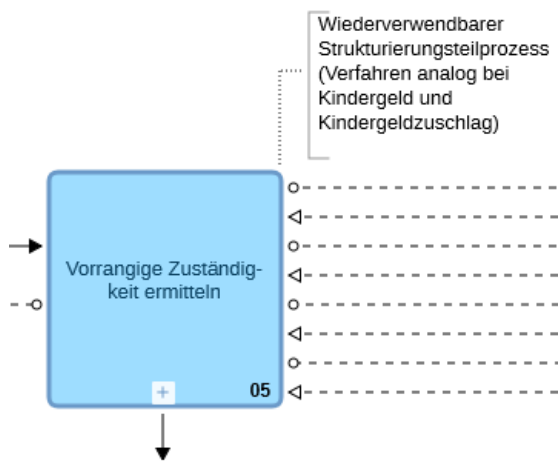 Wiederverwendbarer
Strukturierungsteilprozess
(Verfahren analog bei
Kindergeld und
Kindergeldzuschlag)
Vorrangige Zuständig-
keit ermitteln
05